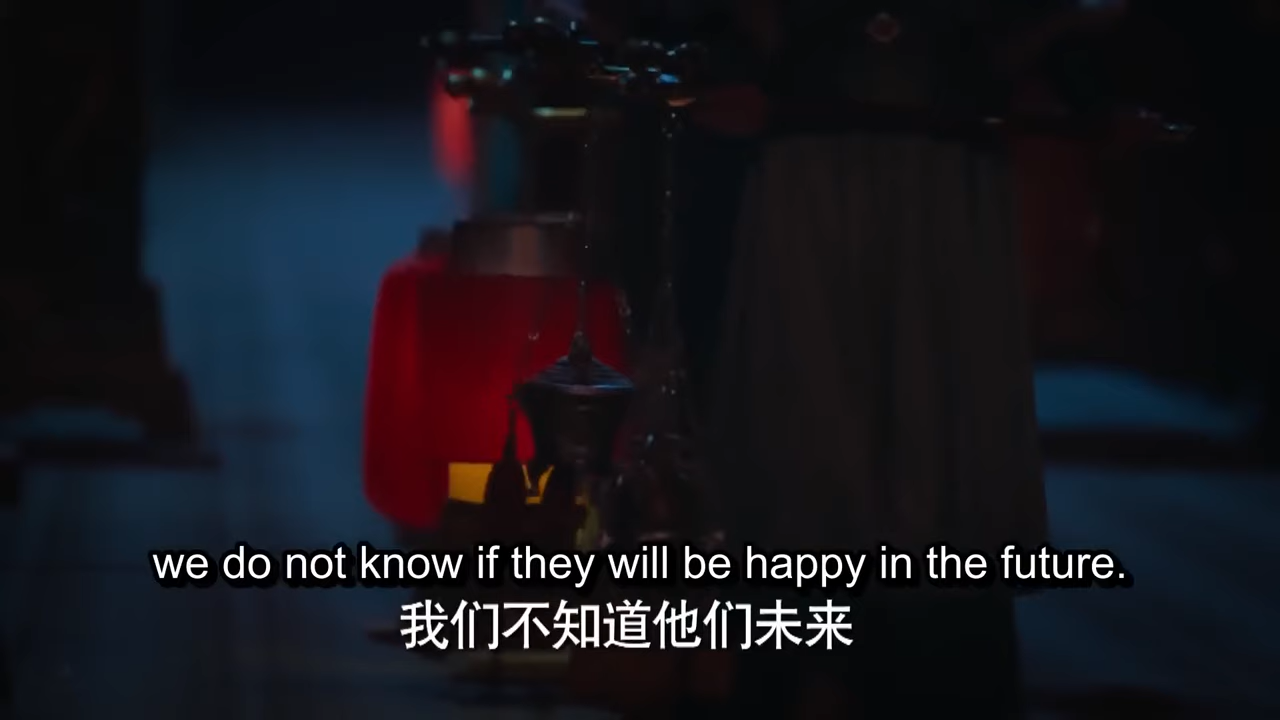 we do not know if they will be happy in the future.
我们不知道他们未来